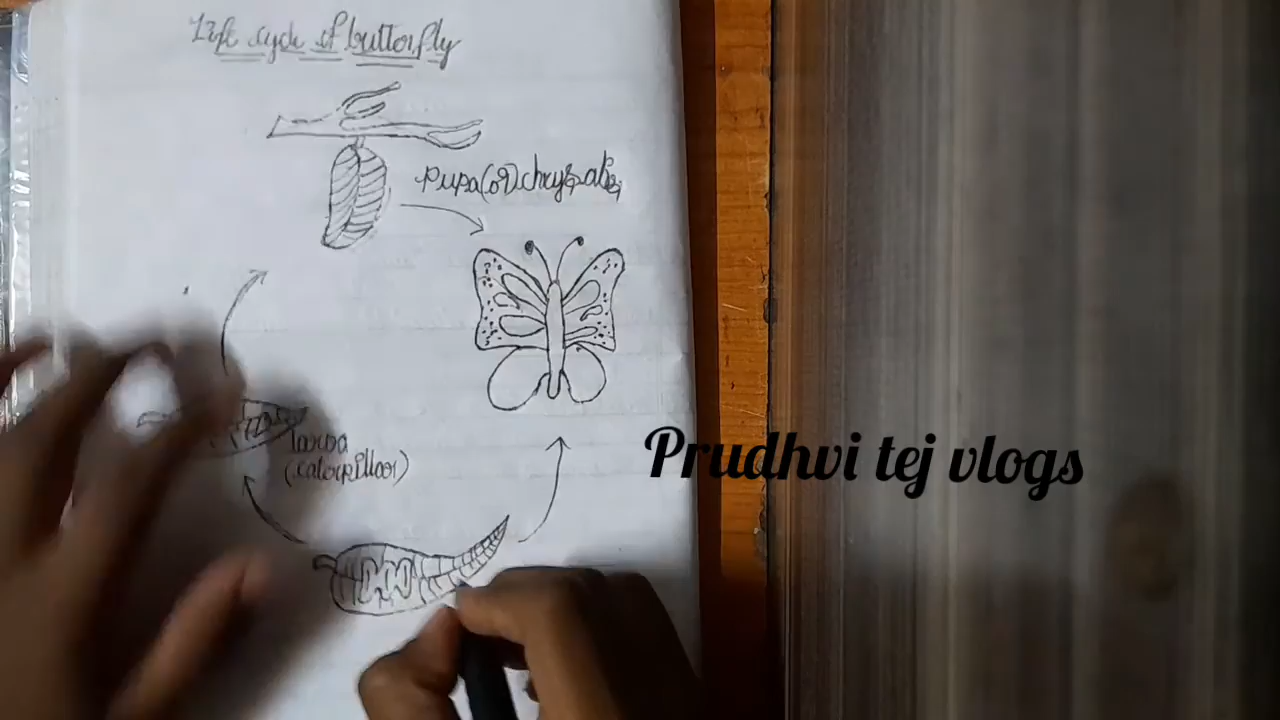 Life cycle of butterfly
Pupa(or)chrysalis
larva
(caterpillar)
Prudhvi tej vlogs